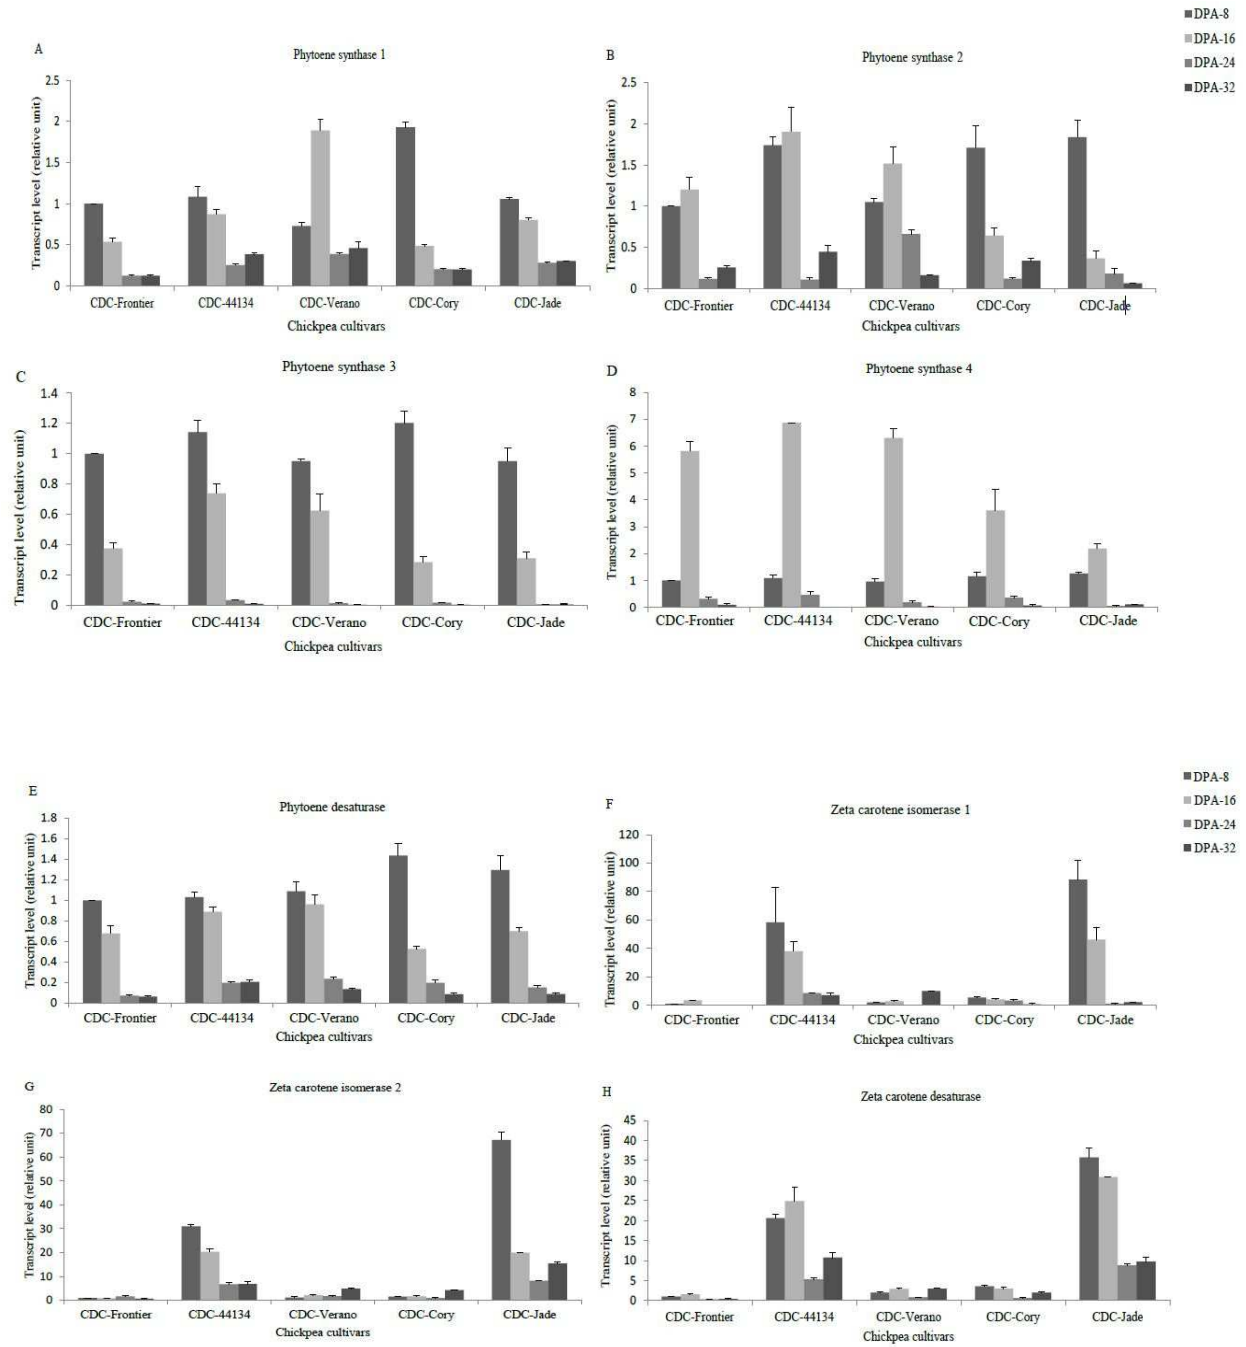 DPA-8
DPA-16
DPA-24
DPA-32
A
Phytoene synthase 1
Transcript level (relative unit)
2.5
2
1.5
1
0.5
0
CDC-Frontier CDC-44134 CDC-Verano CDC-Cory CDC-Jade
Chickpea cultivars
B
Phytoene synthase 2
Transcript level (relative unit)
2.5
2
1.5
1
0.5
0
CDC-Frontier CDC-44134 CDC-Verano CDC-Cory CDC-Jade
Chickpea cultivars
C
Phytoene synthase 3
Transcript level (relative unit)
1.4
1.2
1
0.8
0.6
0.4
0.2
0
CDC-Frontier CDC-44134 CDC-Verano CDC-Cory CDC-Jade
Chickpea cultivars
D
Phytoene synthase 4
Transcript level (relative unit)
8
7
6
5
4
3
2
1
0
CDC-Frontier CDC-44134 CDC-Verano CDC-Cory CDC-Jade
Chickpea cultivars
DPA-8
DPA-16
DPA-24
DPA-32
E
Phytoene desaturase
Transcript level (relative unit)
1.8
1.6
1.4
1.2
1
0.8
0.6
0.4
0.2
0
CDC-Frontier CDC-44134 CDC-Verano CDC-Cory CDC-Jade
Chickpea cultivars
F
Zeta carotene isomerase 1
Transcript level (relative unit)
120
100
80
60
40
20
0
CDC-Frontier CDC-44134 CDC-Verano CDC-Cory CDC-Jade
Chickpea cultivars
G
Zeta carotene isomerase 2
Transcript level (relative unit)
80
70
60
50
40
30
20
10
0
CDC-Frontier CDC-44134 CDC-Verano CDC-Cory CDC-Jade
Chickpea cultivars
H
Zeta carotene desaturase
Transcript level (relative unit)
45
40
35
30
25
20
15
10
5
0
CDC-Frontier CDC-44134 CDC-Verano CDC-Cory CDC-Jade
Chickpea cultivars